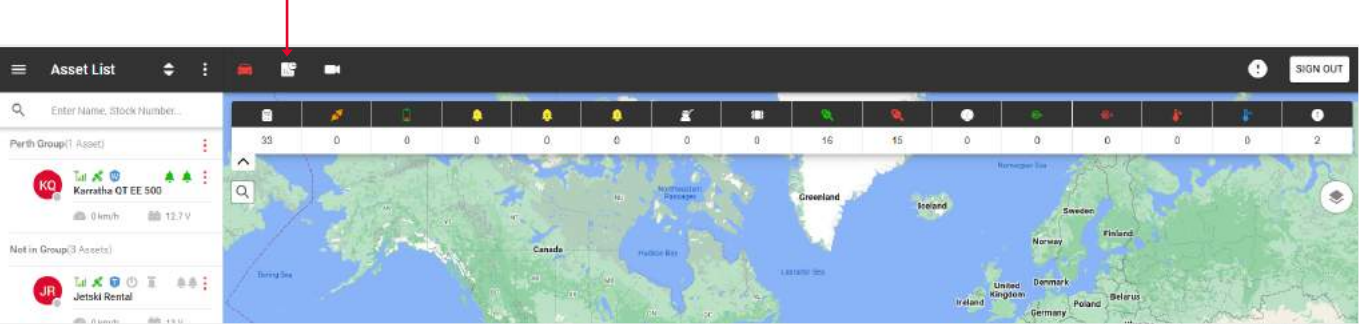 Asset List
SIGN OUT
Enter Name, Stock Number...
33 0 0 0 0 0 0 0 16 15 0 0 0 0 0 2
Perth Group(1 Asset)
KQ
Karratha QT EE 500
0 km/h 12.7 V
Not in Group(3 Assets)
JR
Jetski Rental
Norwegian Sea
Northwestern
Passages
Greenland
Iceland
Sweden
Finland
Norway
Canada
Hudson Bay
Bering Sea
Labrador Sea
United
Kingdom
Denmark
Ireland
Poland
Belarus
Germany